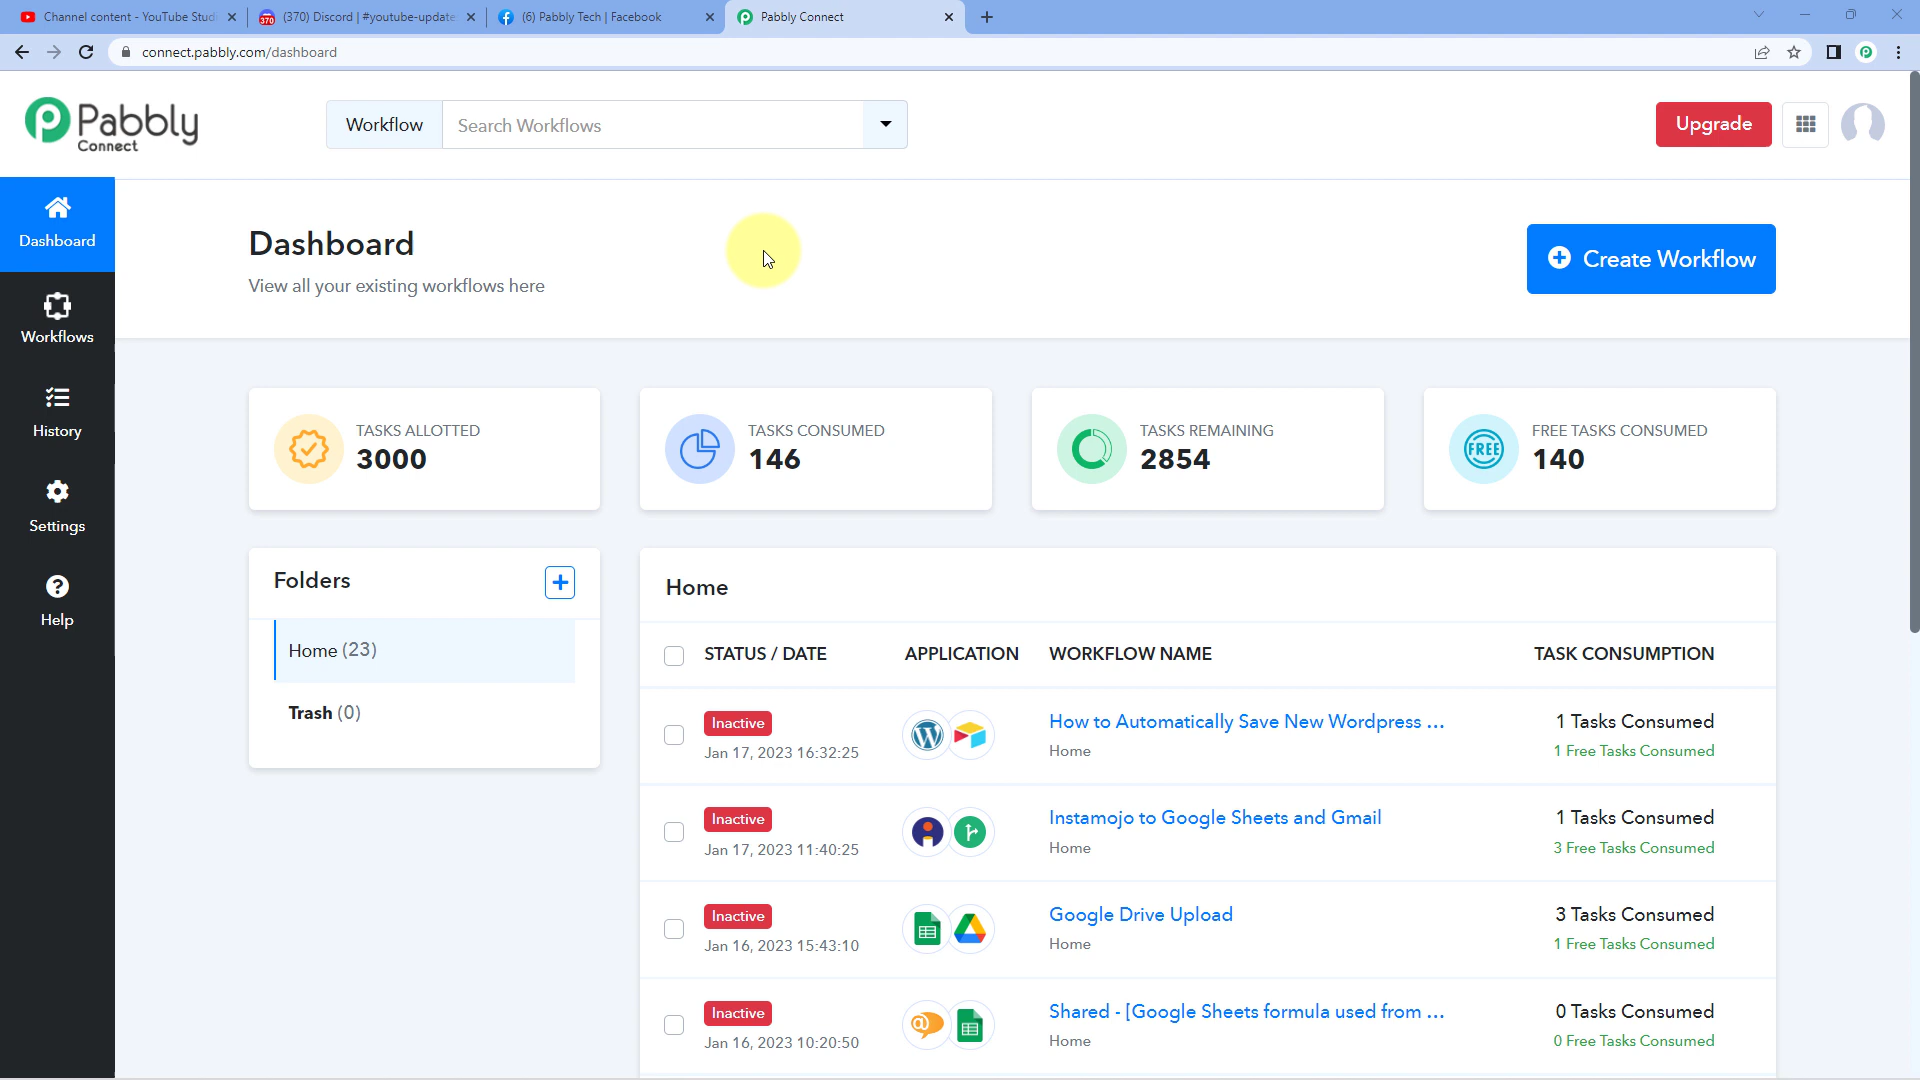 Channel content - YouTube Studi
(370) Discord | #youtube-update
(6) Pabbly Tech | Facebook
Pabbly Connect
370
connect.pabbly.com/dashboard
Pabbly
Connect
Workflow
Search Workflows
Upgrade
Dashboard
Workflows
History
Settings
Help
Dashboard
View all your existing workflows here
Create Workflow
TASKS ALLOTTED
3000
TASKS CONSUMED
146
TASKS REMAINING
2854
FREE
FREE TASKS CONSUMED
140
Folders
Home (23)
Trash (0)
Home
STATUS / DATE APPLICATION WORKFLOW NAME TASK CONSUMPTION
Inactive
Jan 17, 2023 16:32:25
How to Automatically Save New Wordpress ...
Home
1 Tasks Consumed
1 Free Tasks Consumed
Inactive
Jan 17, 2023 11:40:25
Instamojo to Google Sheets and Gmail
Home
1 Tasks Consumed
3 Free Tasks Consumed
Inactive
Jan 16, 2023 15:43:10
Google Drive Upload
Home
3 Tasks Consumed
1 Free Tasks Consumed
Inactive
Jan 16, 2023 10:20:50
Shared - [Google Sheets formula used from ...
Home
0 Tasks Consumed
0 Free Tasks Consumed